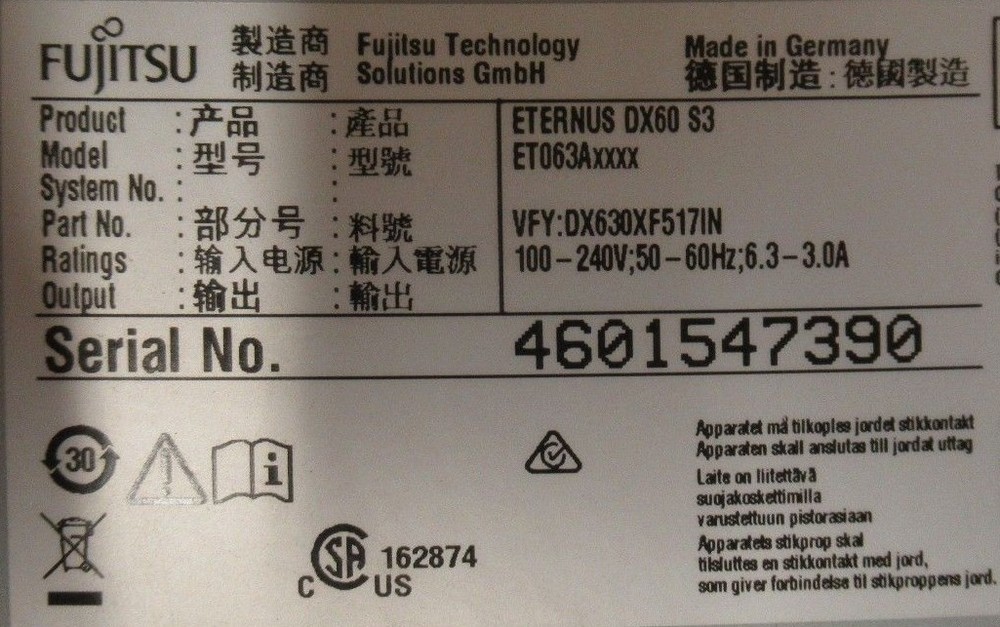 FUJITSU 製造商 Fujitsu Technology Made in Germany
制造商 Solutions GmbH 德国制造：德國製造
Product : 产品 : 產品 ETERNUS DX60 S3
Model : 型号 : 型號 ET063Axxxx
System No. : :
Part No. : 部分号 : 料號 VFY:DX630XF517IN
Ratings : 输入电源 : 輸入電源 100-240V;50-60Hz;6.3-3.0A
Output : 输出 : 輸出
Serial No. 4601547390
30
i
Apparatet må tilkoples jordet stikkontakt
Apparaten skall anslutas till jordat uttag
Laite on liitettävä
suojakoskettimilla
varustettuun pistorasiaan
Apparatets stikprop skal
tilsluttes en stikkontakt med jord,
som giver forbindelse til stikproppens jord.
C SA 162874
C US